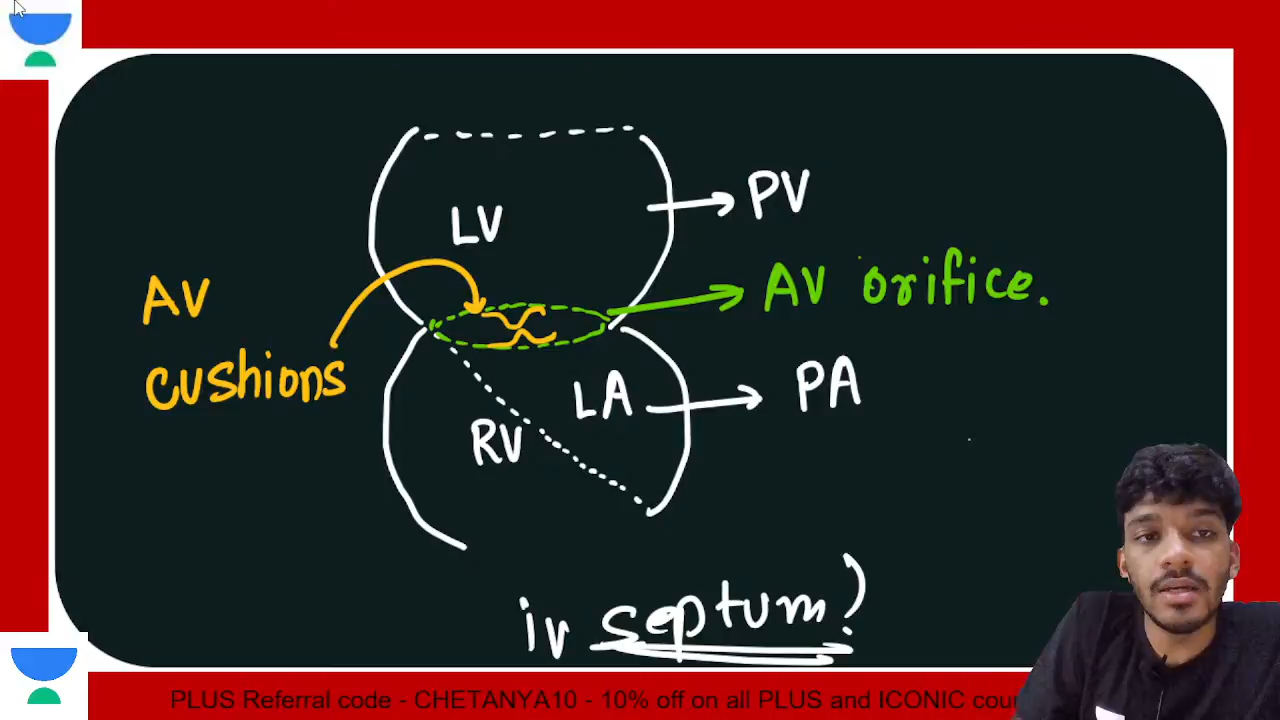 LV
PV
AV
cushions
AV orifice.
LA
PA
RV
iv septum?
PLUS Referral code - CHETANYA10 - 10% off on all PLUS and ICONIC cour